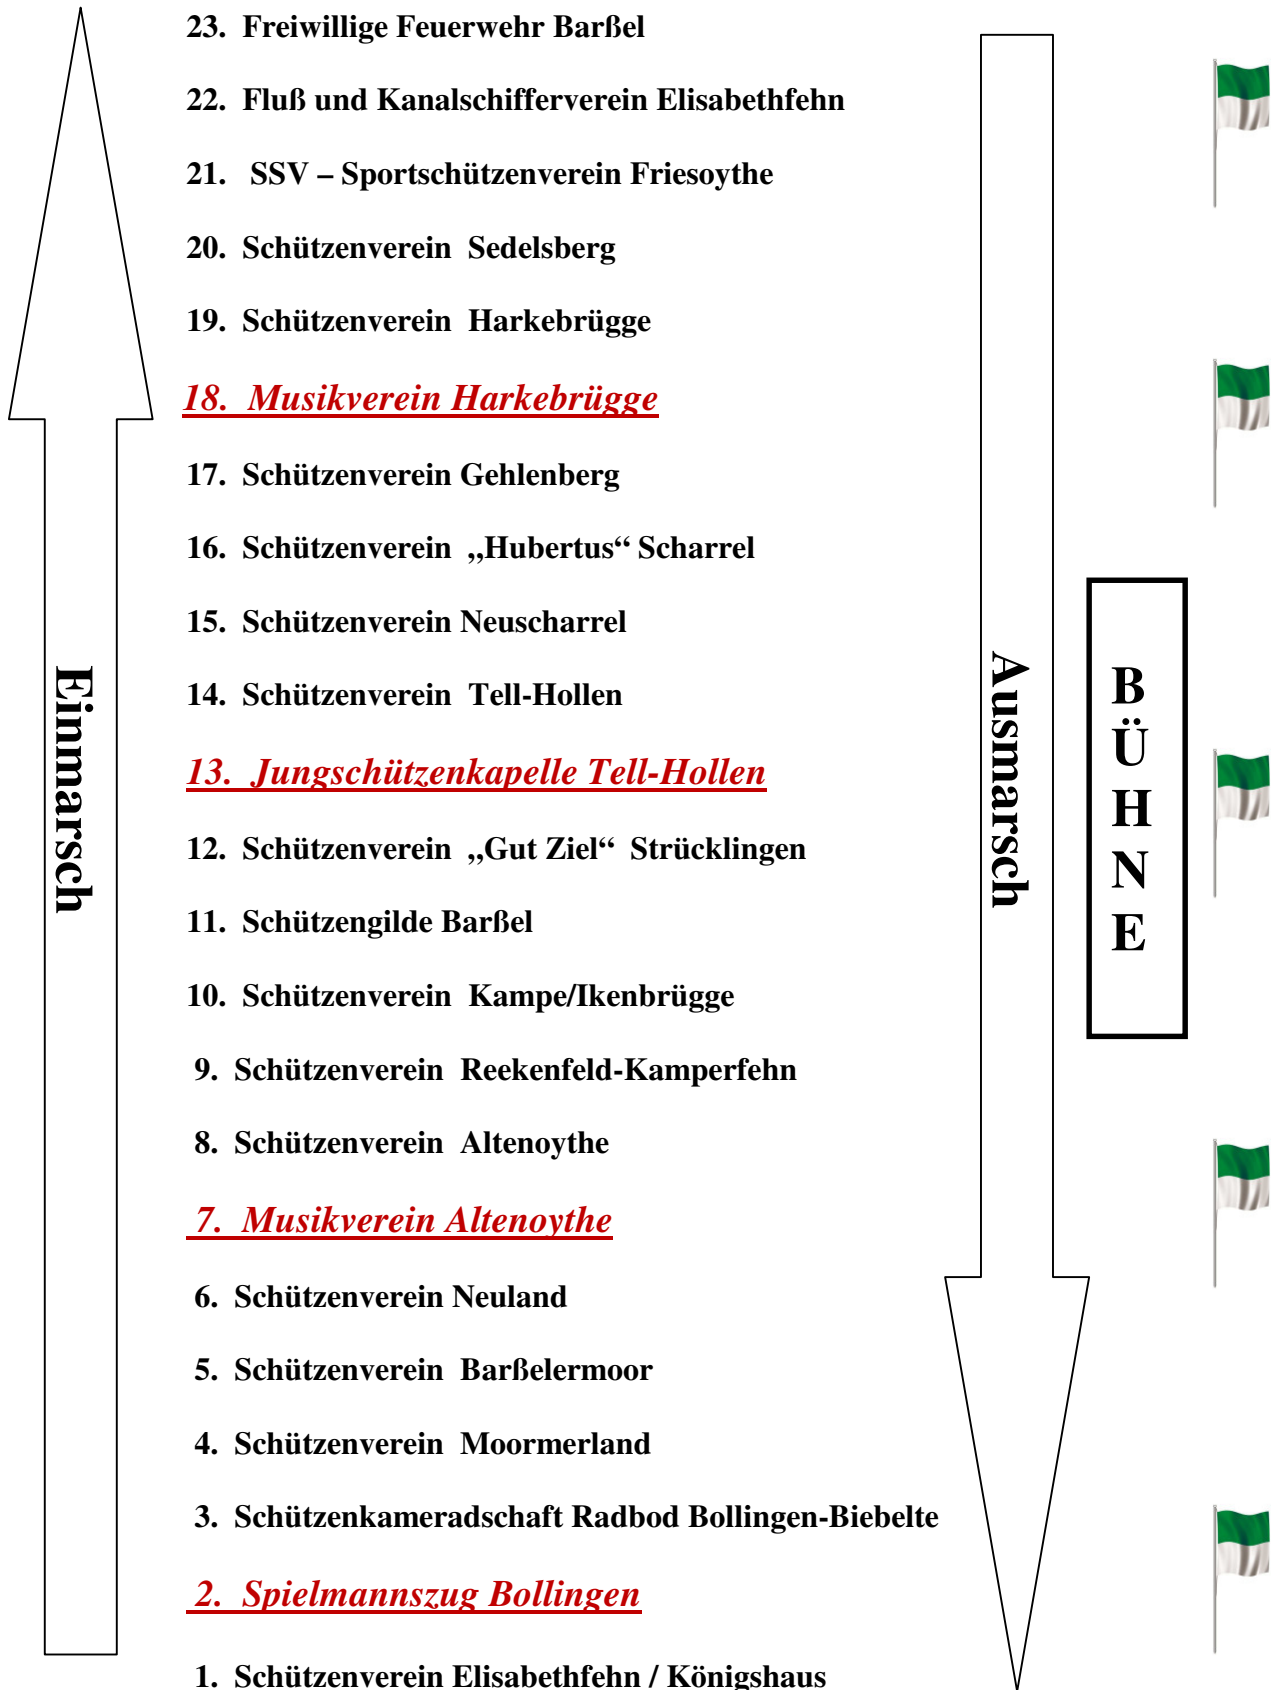 23. Freiwillige Feuerwehr Barßel
22. Fluß und Kanalschifferverein Elisabethfehn
21. SSV – Sportschützenverein Friesoythe
20. Schützenverein Sedelsberg
19. Schützenverein Harkebrügge
18. Musikverein Harkebrügge
17. Schützenverein Gehlenberg
16. Schützenverein „Hubertus“ Scharrel
15. Schützenverein Neuscharrel
14. Schützenverein Tell-Hollen
13. Jungschützenkapelle Tell-Hollen
12. Schützenverein „Gut Ziel“ Strücklingen
11. Schützengilde Barßel
10. Schützenverein Kampe/Ikenbrügge
9. Schützenverein Reekenfeld-Kamperfehn
8. Schützenverein Altenoythe
7. Musikverein Altenoythe
6. Schützenverein Neuland
5. Schützenverein Barßelermoor
4. Schützenverein Moormerland
3. Schützenkameradschaft Radbod Bollingen-Biebelte
2. Spielmannszug Bollingen
1. Schützenverein Elisabethfehn / Königshaus
Einmarsch
Ausmarsch
BÜHNE